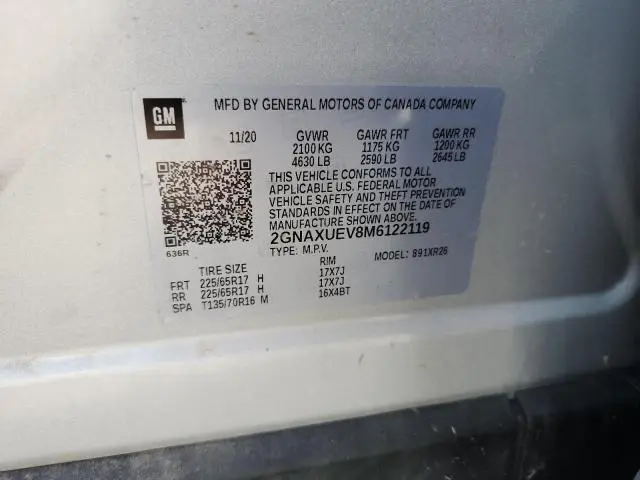 GM
MFD BY GENERAL MOTORS OF CANADA COMPANY
11/20 GVWR GAWR FRT GAWR RR
2100 KG 1175 KG 1200 KG
4630 LB 2590 LB 2645 LB
THIS VEHICLE CONFORMS TO ALL
APPLICABLE U.S. FEDERAL MOTOR
VEHICLE SAFETY AND THEFT PREVENTION
STANDARDS IN EFFECT ON THE DATE OF
MANUFACTURE SHOWN ABOVE.
2GNAXUEV8M6122119
636R TYPE: M.P.V. MODEL: 891XR26
TIRE SIZE RIM
FRT 225/65R17 H 17X7J
RR 225/65R17 H 17X7J
SPA T135/70R16 M 16X4BT